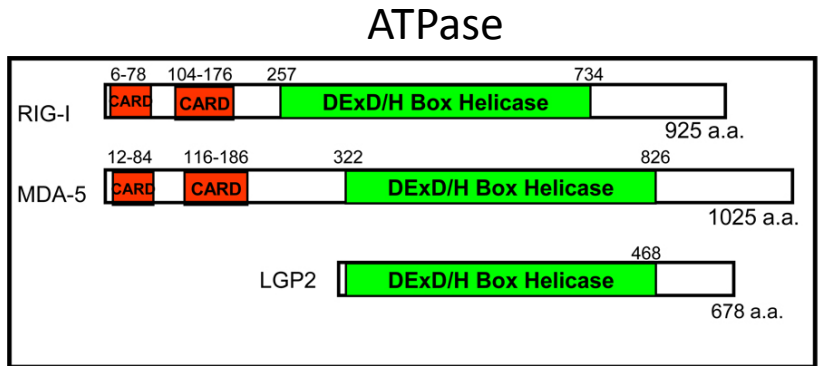 ATPase
6-78 104-176 257 734
RIG-I CARD CARD DExD/H Box Helicase
925 a.a.
12-84 116-186 322 826
MDA-5 CARD CARD DExD/H Box Helicase
1025 a.a.
468
LGP2 DExD/H Box Helicase
678 a.a.